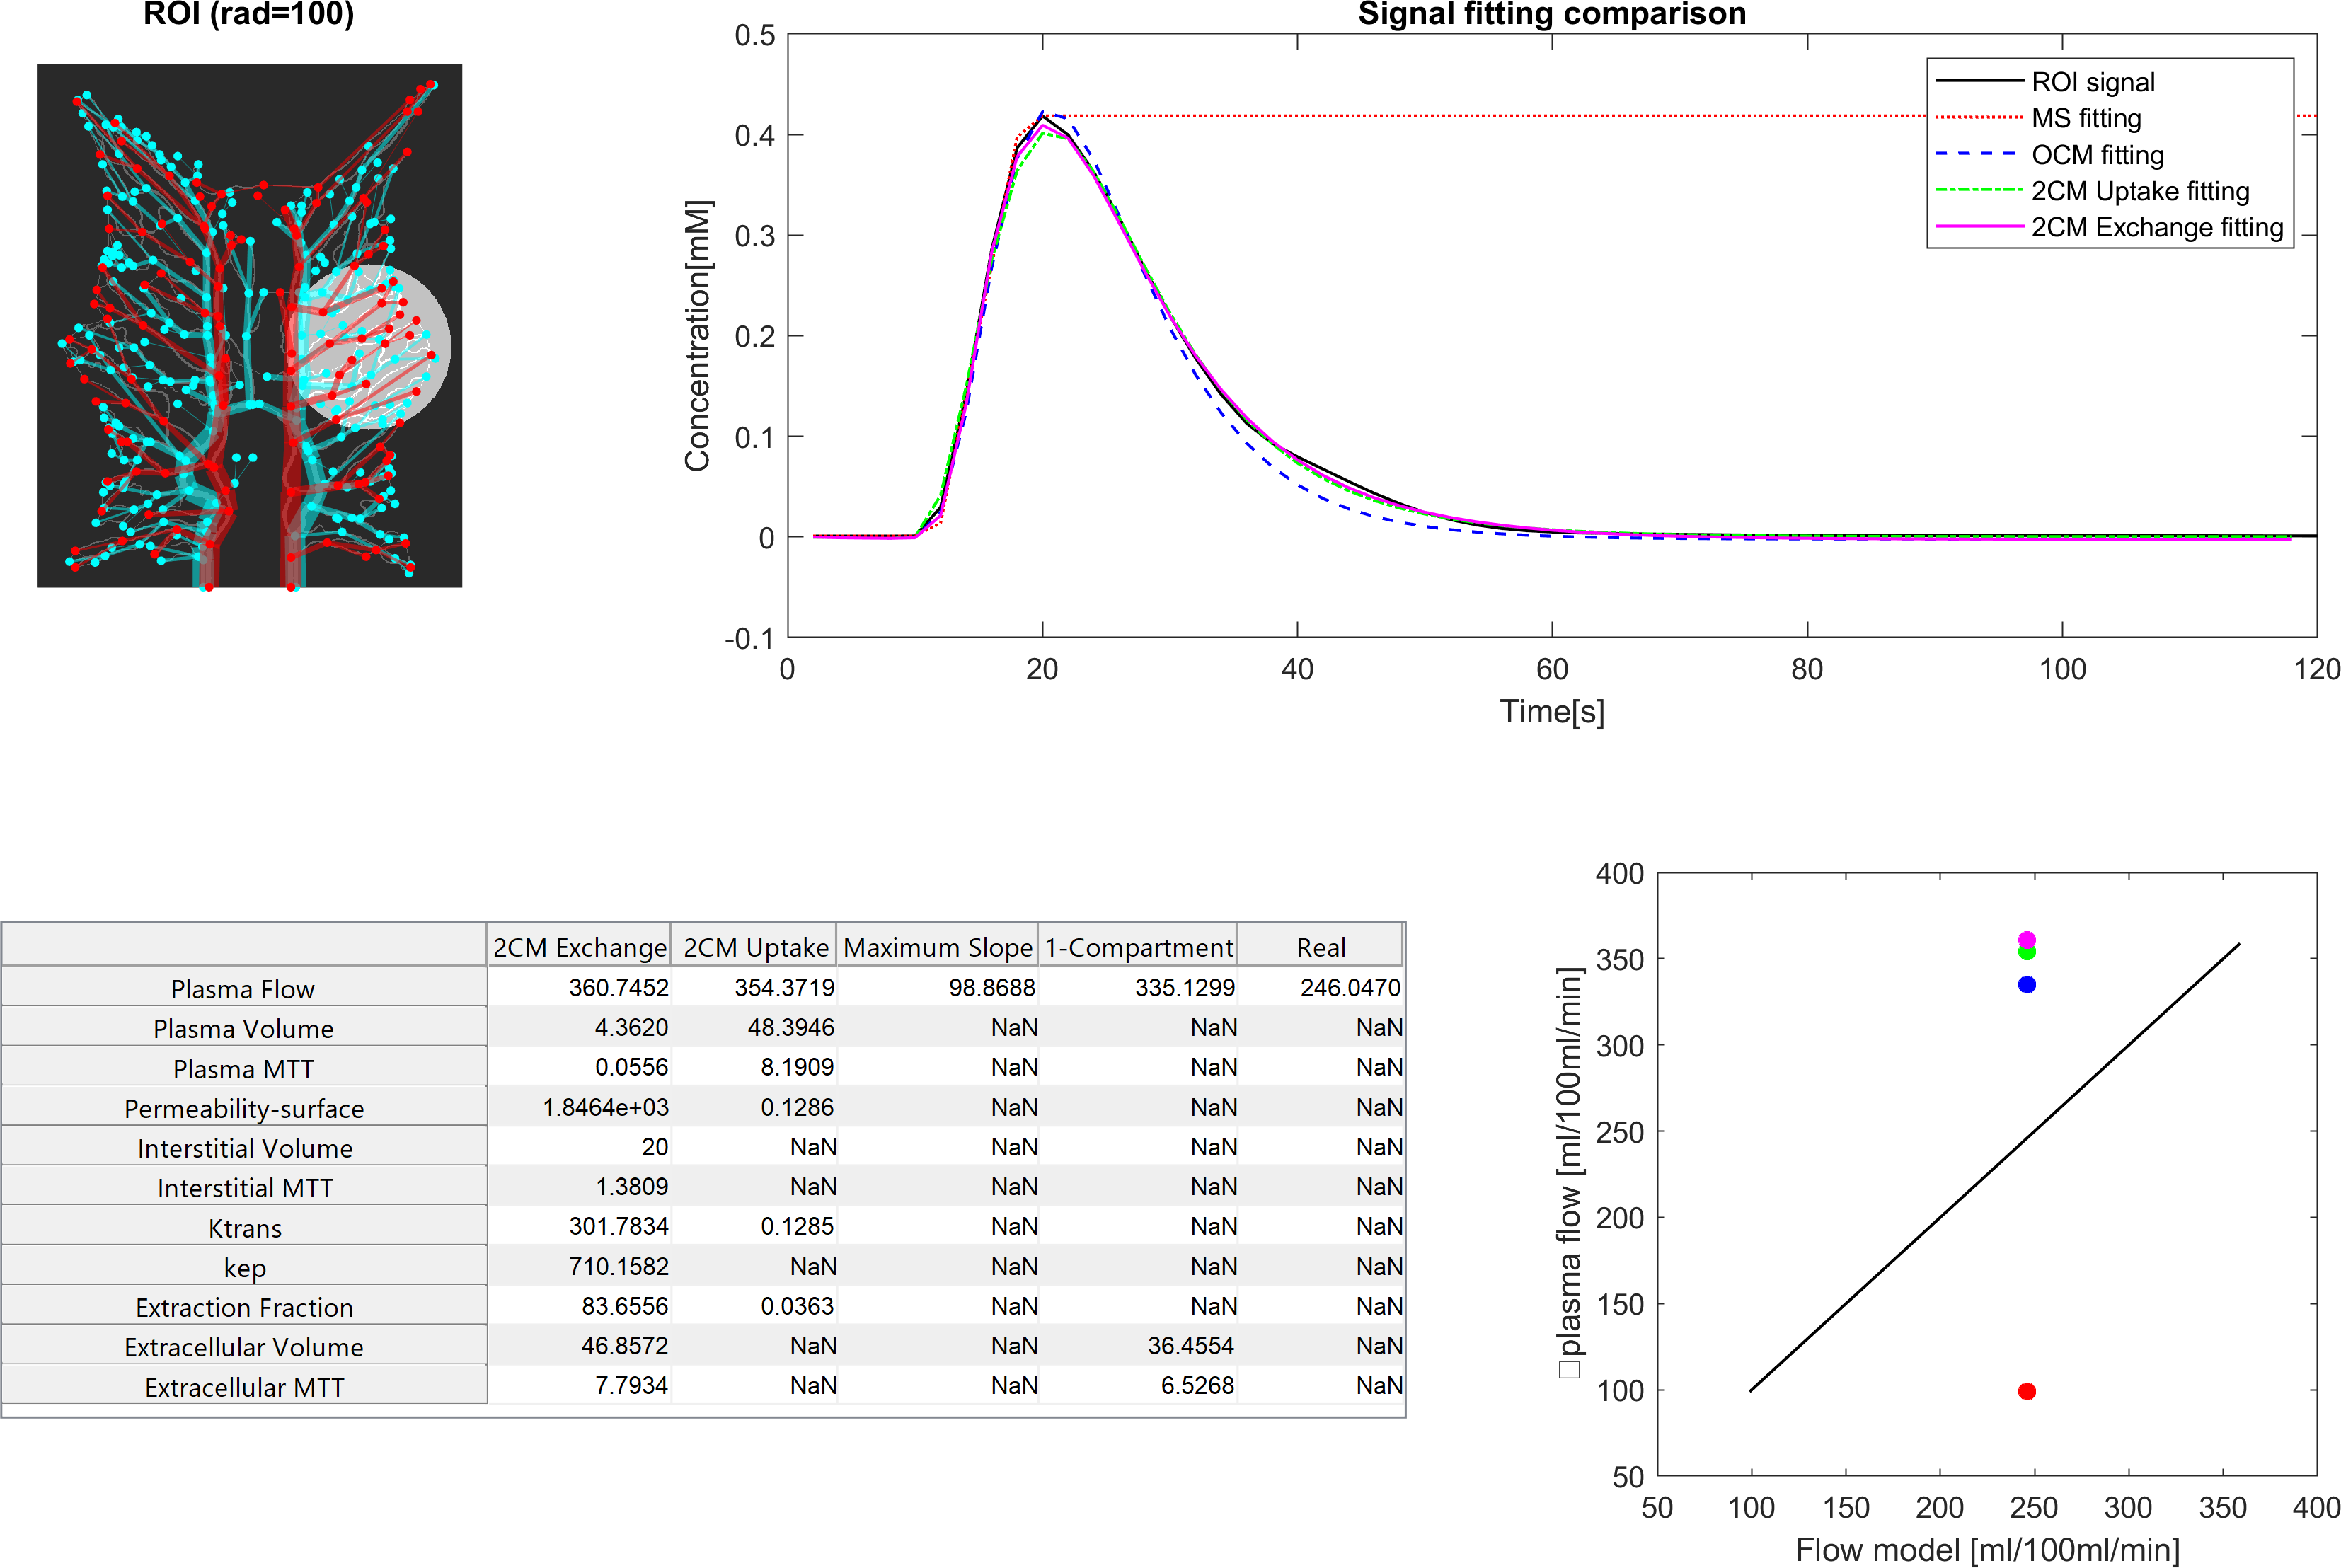 ROI (rad=100)
Signal fitting comparison
0.5
0.4
0.3
0.2
0.1
0
-0.1
Concentration[mM]
0 20 40 60 80 100 120
Time[s]
ROI signal
MS fitting
OCM fitting
2CM Uptake fitting
2CM Exchange fitting
2CM Exchange 2CM Uptake Maximum Slope 1-Compartment Real
Plasma Flow 360.7452 354.3719 98.8688 335.1299 246.0470
Plasma Volume 4.3620 48.3946 NaN NaN NaN
Plasma MTT 0.0556 8.1909 NaN NaN NaN
Permeability-surface 1.8464e+03 0.1286 NaN NaN NaN
Interstitial Volume 20 NaN NaN NaN NaN
Interstitial MTT 1.3809 NaN NaN NaN NaN
Ktrans 301.7834 0.1285 NaN NaN NaN
kep 710.1582 NaN NaN NaN NaN
Extraction Fraction 83.6556 0.0363 NaN NaN NaN
Extracellular Volume 46.8572 NaN NaN 36.4554 NaN
Extracellular MTT 7.7934 NaN NaN 6.5268 NaN
400
350
300
250
200
150
100
50
□plasma flow [ml/100ml/min]
50 100 150 200 250 300 350 400
Flow model [ml/100ml/min]